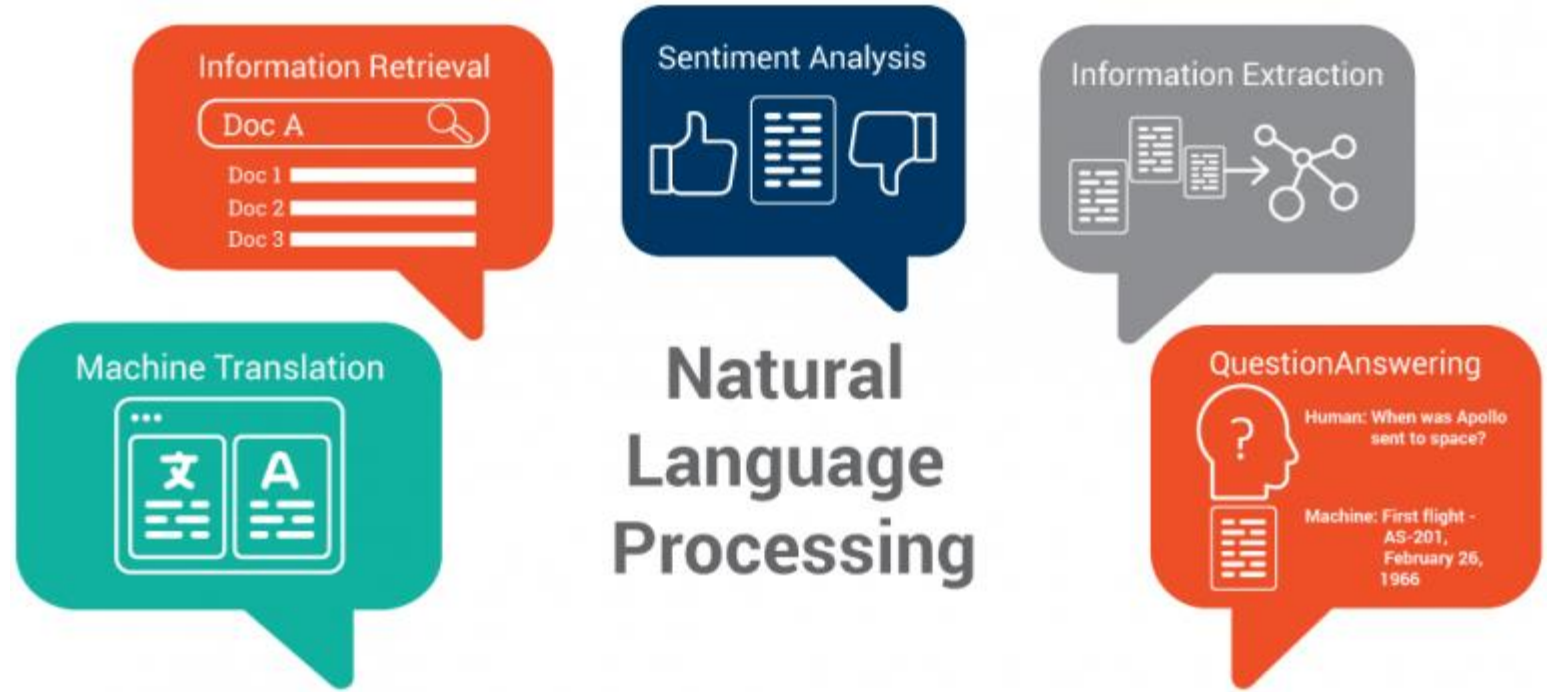 Information Retrieval
Doc A
Doc 1
Doc 2
Doc 3
Sentiment Analysis
Information Extraction
Machine Translation
文
A
Natural
Language
Processing
QuestionAnswering
?
Human: When was Apollo
sent to space?
Machine: First flight -
AS-201,
February 26,
1966